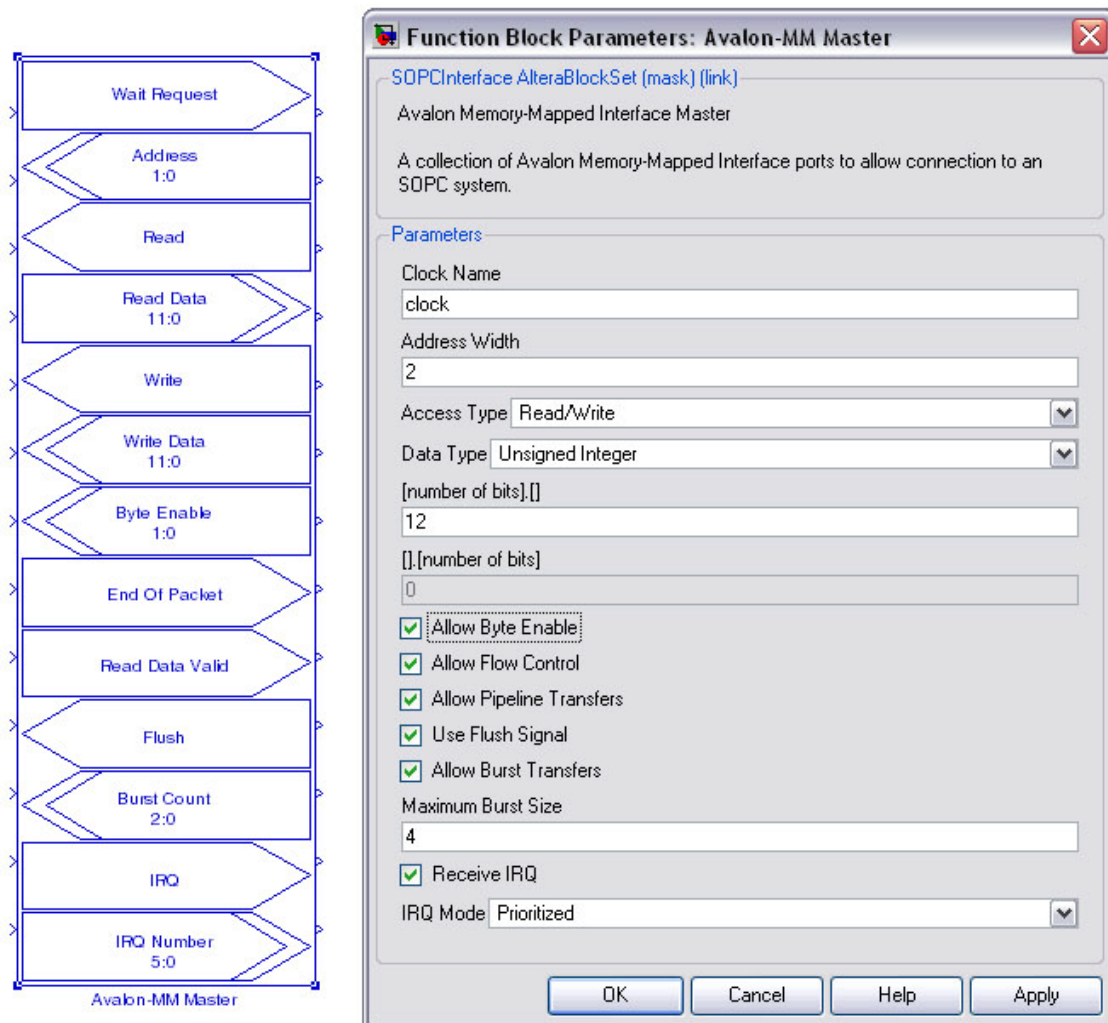 Wait Request
Address
1:0
Read
Read Data
11:0
Write
Write Data
11:0
Byte Enable
1:0
End Of Packet
Read Data Valid
Flush
Burst Count
2:0
IRQ
IRQ Number
5:0
Avalon-MM Master
Function Block Parameters: Avalon-MM Master
SOPCInterface AlteraBlockSet (mask) (link)
Avalon Memory-Mapped Interface Master
A collection of Avalon Memory-Mapped Interface ports to allow connection to an
SOPC system.
Parameters
Clock Name
clock
Address Width
2
Access Type Read/Write
Data Type Unsigned Integer
[number of bits].[]
12
[].[number of bits]
0
Allow Byte Enable
Allow Flow Control
Allow Pipeline Transfers
Use Flush Signal
Allow Burst Transfers
Maximum Burst Size
4
Receive IRQ
IRQ Mode Prioritized
OK Cancel Help Apply